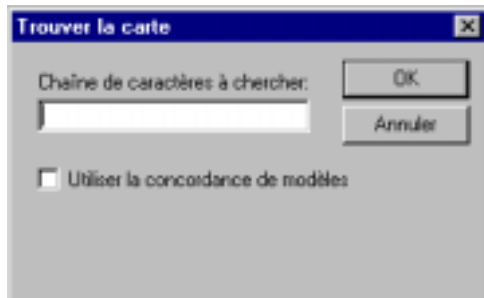 Trouver la carte
Chaîne de caractères à chercher:
OK
Annuler
Utiliser la concordance de modèles